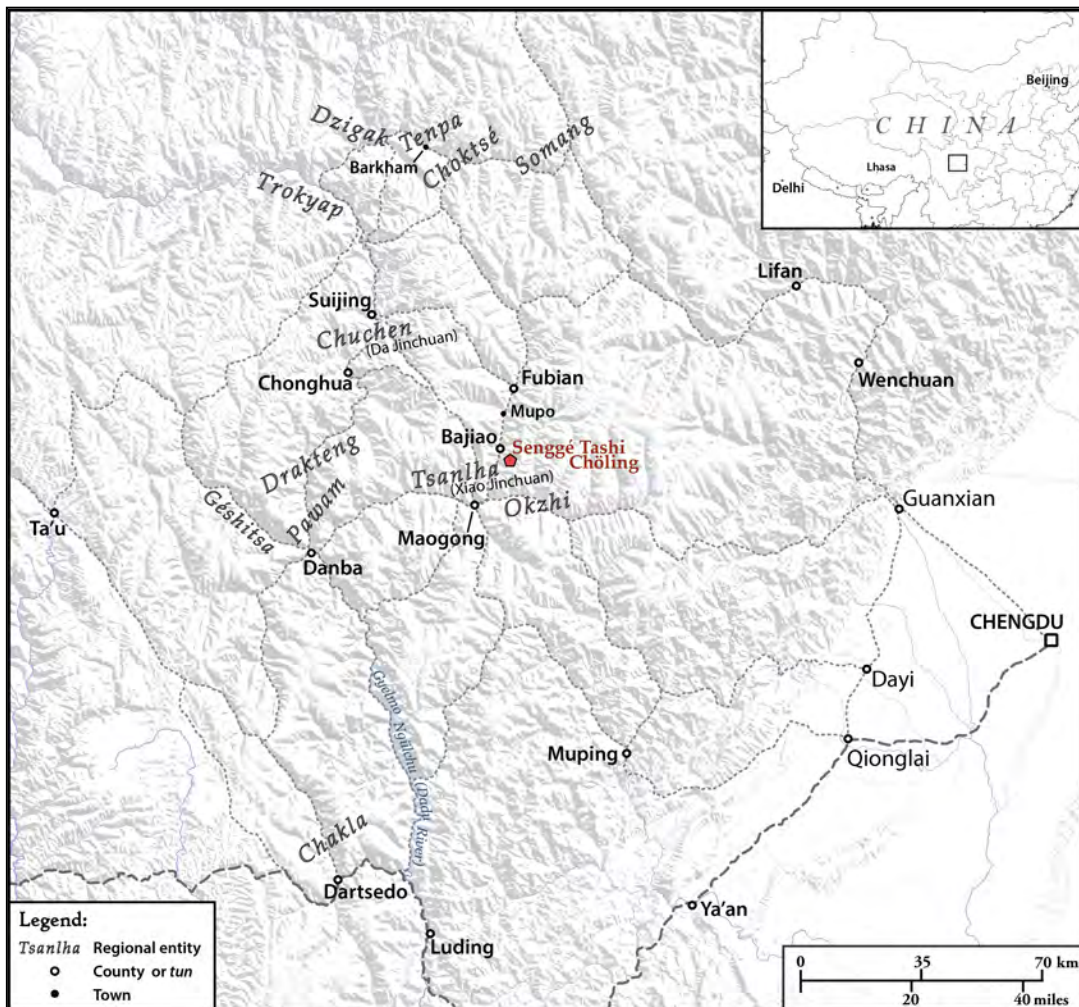 Beijing
C H I N A
Lhasa
Delhi
Dzigak
Tenpa
Barkham
Choktsé
Somang
Trokyap
Lifan
Suijing
Chuchen
(Da Jinchuan)
Wenchuan
Chonghua
Fubian
Mupo
Bajiao
Senggé Tashi
Chöling
Drakteng
Tsanlha
(Xiao Jinchuan)
Okzhi
Guanxian
Géshitsa
Pawam
Ta'u
Maogong
Danba
CHENGDU
Dayi
Gyelmo Ngülchu (Dadu River)
Muping
Qionglai
Chakla
Dartsedo
Ya'an
Luding
Legend:
Tsanlha Regional entity
County or tun
Town
0 35 70 km
20 40 miles